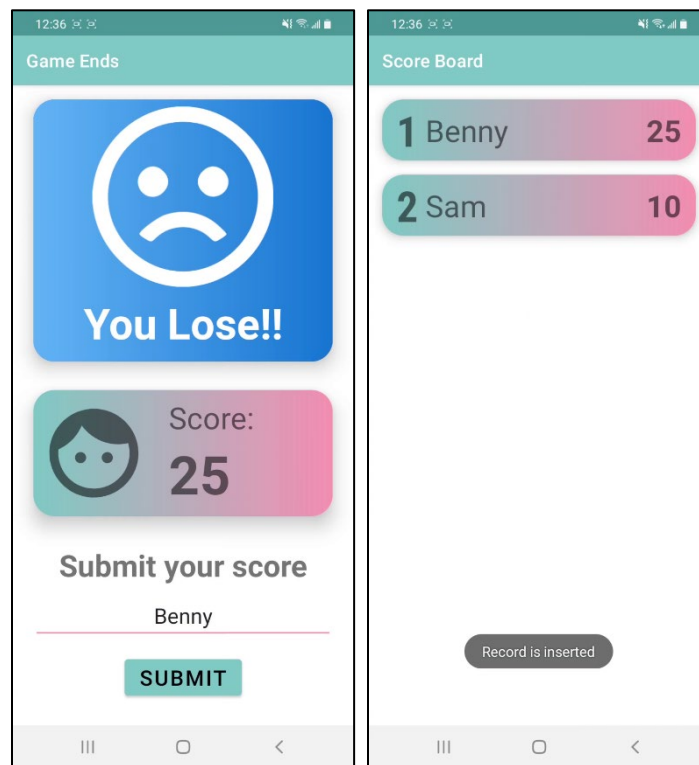 12:36
Game Ends
You Lose!!
Score:
25
Submit your score
Benny
SUBMIT
12:36
Score Board
1 Benny 25
2 Sam 10
Record is inserted